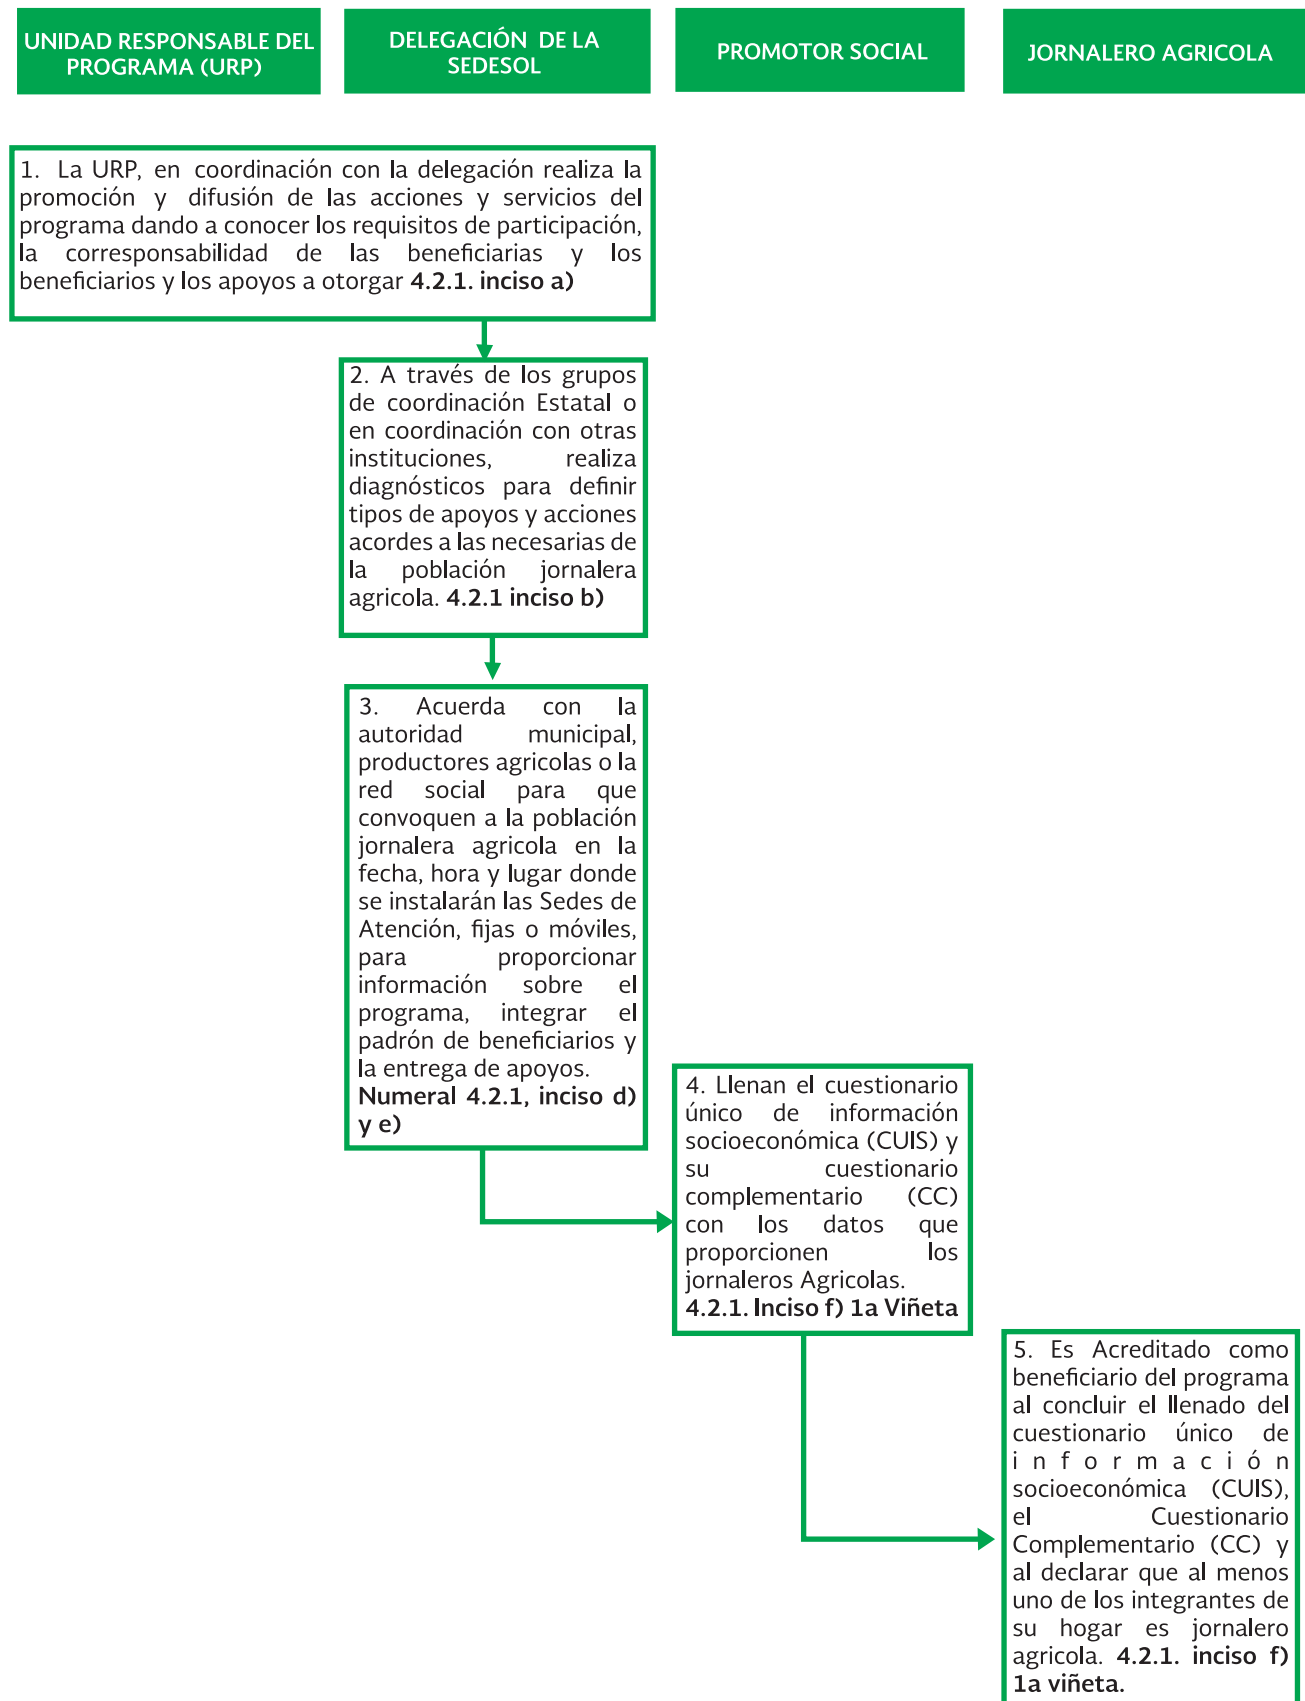 UNIDAD RESPONSABLE DEL
PROGRAMA (URP)
DELEGACIÓN DE LA
SEDESOL
PROMOTOR SOCIAL
JORNALERO AGRICOLA
1. La URP, en coordinación con la delegación realiza la
promoción y difusión de las acciones y servicios del
programa dando a conocer los requisitos de participación,
la corresponsabilidad de las beneficiarias y los
beneficiarios y los apoyos a otorgar 4.2.1. inciso a)
2. A través de los grupos
de coordinación Estatal o
en coordinación con otras
instituciones, realiza
diagnósticos para definir
tipos de apoyos y acciones
acordes a las necesarias de
la población jornalera
agricola. 4.2.1 inciso b)
3. Acuerda con la
autoridad municipal,
productores agricolas o la
red social para que
convoquen a la población
jornalera agricola en la
fecha, hora y lugar donde
se instalarán las Sedes de
Atención, fijas o móviles,
para proporcionar
información sobre el
programa, integrar el
padrón de beneficiarios y
la entrega de apoyos.
Numeral 4.2.1, inciso d)
y e)
4. Llenan el cuestionario
único de información
socioeconómica (CUIS) y
su cuestionario
complementario (CC)
con los datos que
proporcionen los
jornaleros Agricolas.
4.2.1. Inciso f) 1a Viñeta
5. Es Acreditado como
beneficiario del programa
al concluir el llenado del
cuestionario único de
información
socioeconómica (CUIS),
el Cuestionario
Complementario (CC) y
al declarar que al menos
uno de los integrantes de
su hogar es jornalero
agricola. 4.2.1. inciso f)
1a viñeta.